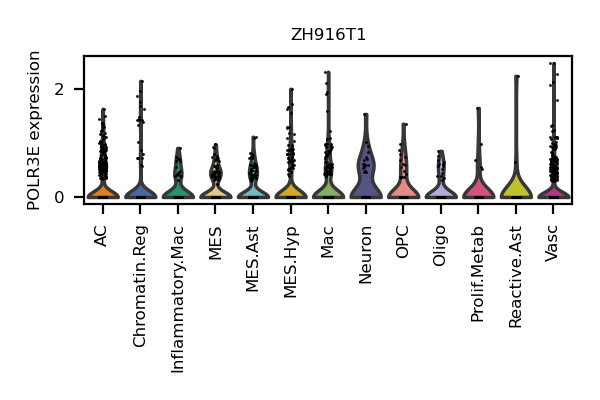 ZH916T1
POLR3E expression
2
0
AC
Chromatin.Reg
Inflammatory.Mac
MES
MES.Ast
MES.Hyp
Mac
Neuron
OPC
Oligo
Prolif.Metab
Reactive.Ast
Vasc